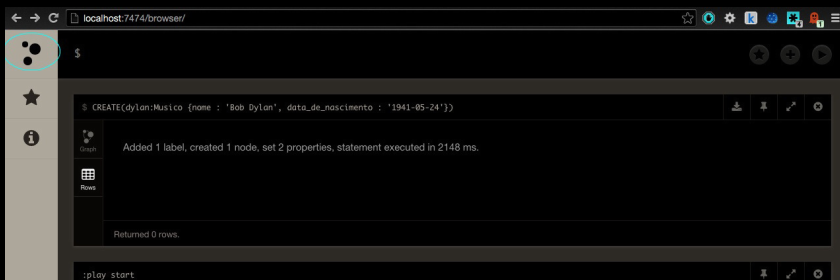 localhost:7474/browser/
$
$ CREATE(dylan:Musico {nome : 'Bob Dylan', data_de_nascimento : '1941-05-24'})
Graph
Added 1 label, created 1 node, set 2 properties, statement executed in 2148 ms.
Rows
Returned 0 rows.
:play start